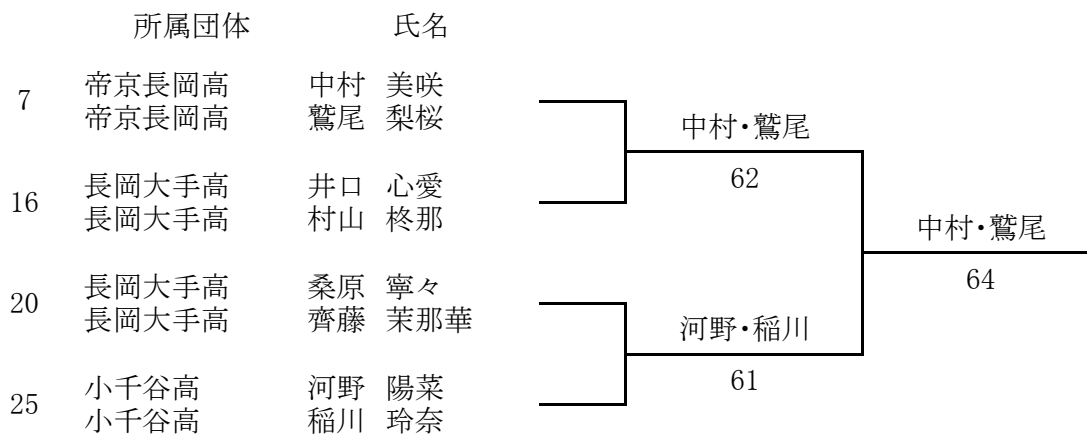 所属団体 氏名
7 帝京長岡高 中村 美咲
帝京長岡高 鷲尾 梨桜
中村・鷲尾
62
16 長岡大手高 井口 心愛
長岡大手高 村山 柊那
中村・鷲尾
64
20 長岡大手高 桑原 寧々
長岡大手高 齊藤 茉那華
河野・稲川
61
25 小千谷高 河野 陽菜
小千谷高 稲川 玲奈